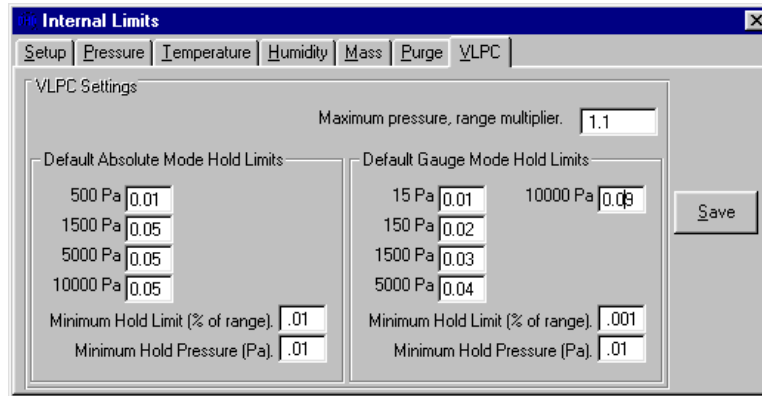 Internal Limits
Setup Pressure Temperature Humidity Mass Purge VLPC
VLPC Settings
Maximum pressure, range multiplier. 1.1
Default Absolute Mode Hold Limits
500 Pa 0.01
1500 Pa 0.05
5000 Pa 0.05
10000 Pa 0.05
Minimum Hold Limit (% of range). .01
Minimum Hold Pressure (Pa). .01
Default Gauge Mode Hold Limits
15 Pa 0.01 10000 Pa 0.09
150 Pa 0.02
1500 Pa 0.03
5000 Pa 0.04
Minimum Hold Limit (% of range). .001
Minimum Hold Pressure (Pa). .01
Save